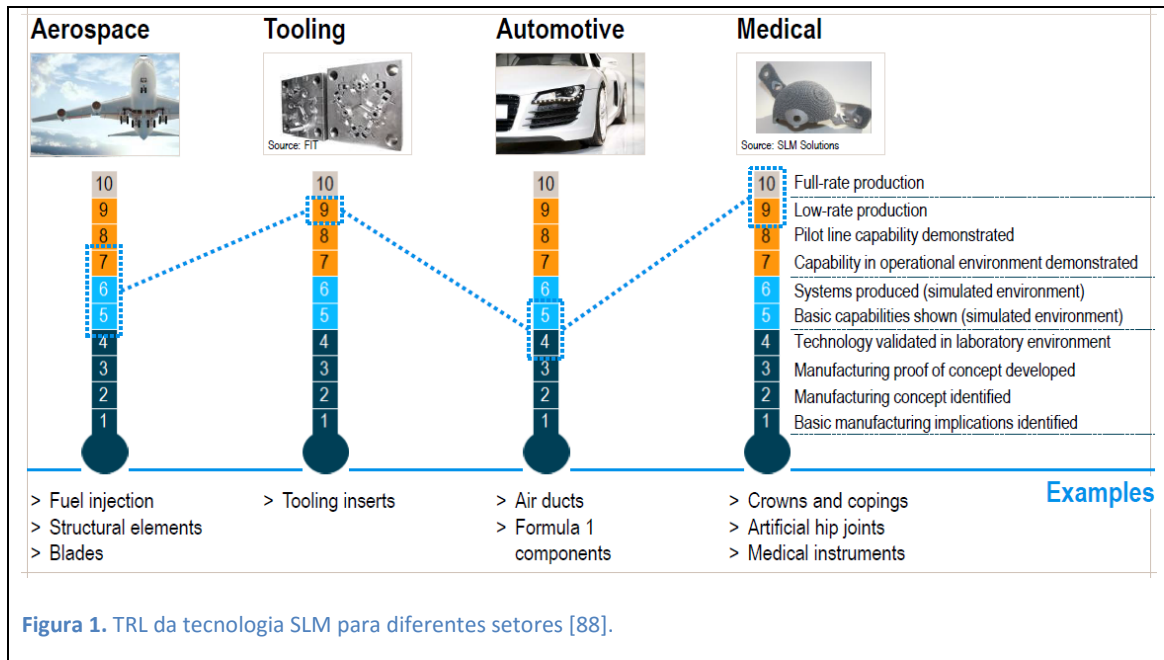 Aerospace
Tooling
Automotive
Medical
Source: FIT
Source: SLM Solutions
10 10 10 10 Full-rate production
9 9 9 9 Low-rate production
8 8 8 8 Pilot line capability demonstrated
7 7 7 7 Capability in operational environment demonstrated
6 6 6 6 Systems produced (simulated environment)
5 5 5 5 Basic capabilities shown (simulated environment)
4 4 4 4 Technology validated in laboratory environment
3 3 3 3 Manufacturing proof of concept developed
2 2 2 2 Manufacturing concept identified
1 1 1 1 Basic manufacturing implications identified
Examples
> Fuel injection
> Structural elements
> Blades
> Tooling inserts
> Air ducts
> Formula 1
components
> Crowns and copings
> Artificial hip joints
> Medical instruments
Figura 1. TRL da tecnologia SLM para diferentes setores [88].